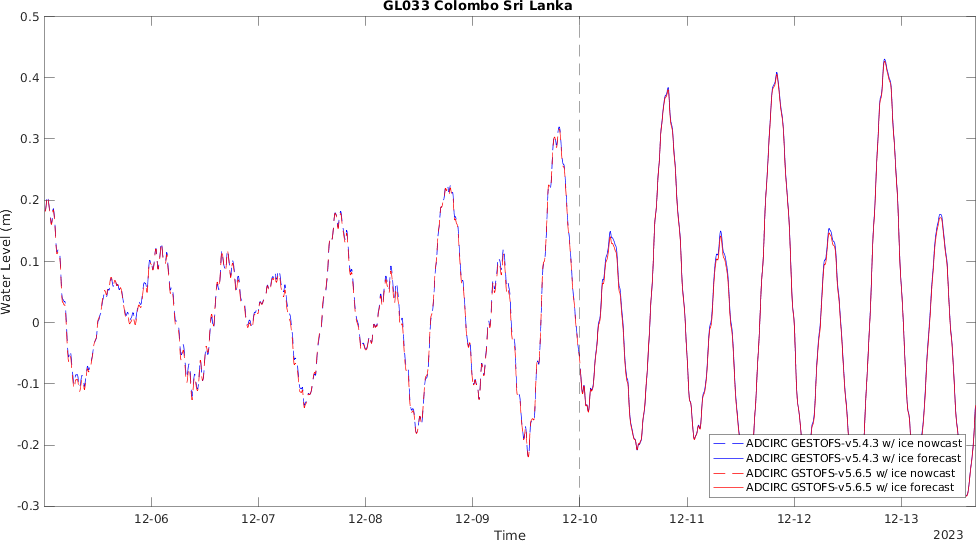 GL033 Colombo Sri Lanka
0.5
0.4
0.3
0.2
0.1
0
-0.1
-0.2
-0.3
Water Level (m)
ADCIRC GESTOFS-v5.4.3 w/ ice nowcast
ADCIRC GESTOFS-v5.4.3 w/ ice forecast
ADCIRC GSTOFS-v5.6.5 w/ ice nowcast
ADCIRC GSTOFS-v5.6.5 w/ ice forecast
12-06 12-07 12-08 12-09 12-10 12-11 12-12 12-13
Time
2023